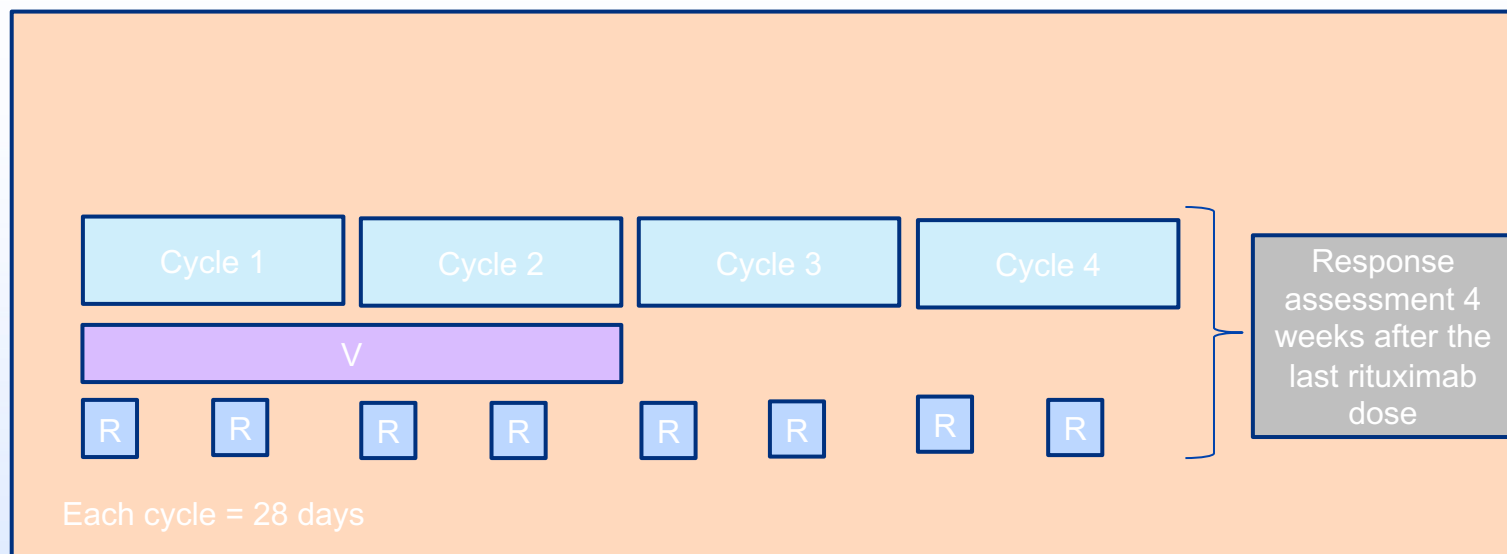 Cycle 1
Cycle 2
Cycle 3
Cycle 4
Response
assessment 4
weeks after the
last rituximab
dose
V
R
R
R
R
R
R
R
R
Each cycle = 28 days